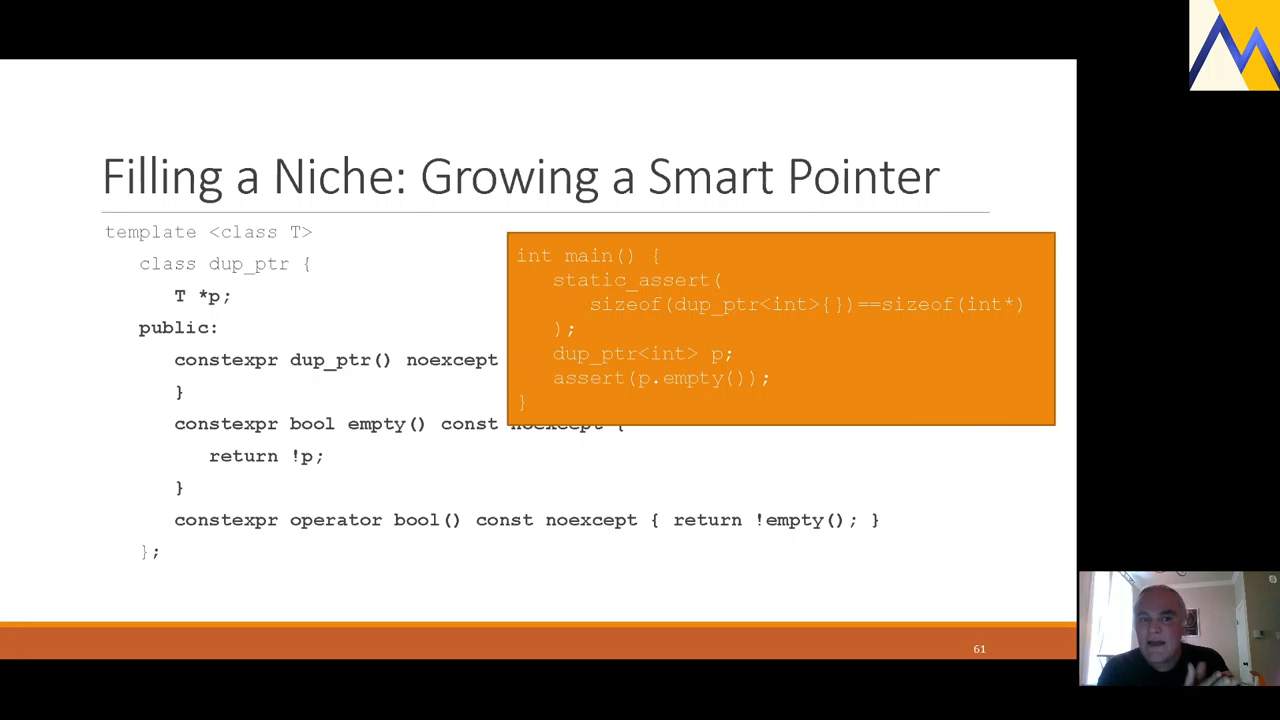 Filling a Niche: Growing a Smart Pointer
template <class T>
class dup_ptr {
T *p;
public:
constexpr dup_ptr() noexcept
}
constexpr bool empty() const noexcept {
return !p;
}
constexpr operator bool() const noexcept { return !empty(); }
};
int main() {
static_assert(
sizeof(dup_ptr<int>{})==sizeof(int*)
);
dup_ptr<int> p;
assert(p.empty());
}
61